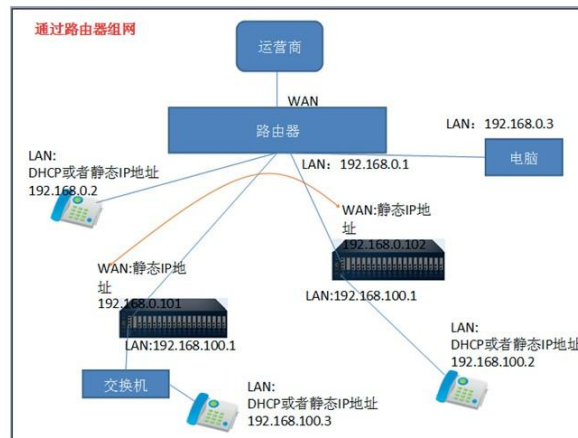 通过路由器组网
运营商
WAN
路由器
LAN：192.168.0.3
电脑
LAN：192.168.0.1
LAN:
DHCP或者静态IP地址
192.168.0.2
WAN:静态IP地
址
192.168.0.102
WAN:静态IP地
址
192.168.0.101
LAN:192.168.100.1
LAN:192.168.100.1
LAN:
DHCP或者静态IP地址
192.168.100.2
交换机
LAN:
DHCP或者静态IP地址
192.168.100.3